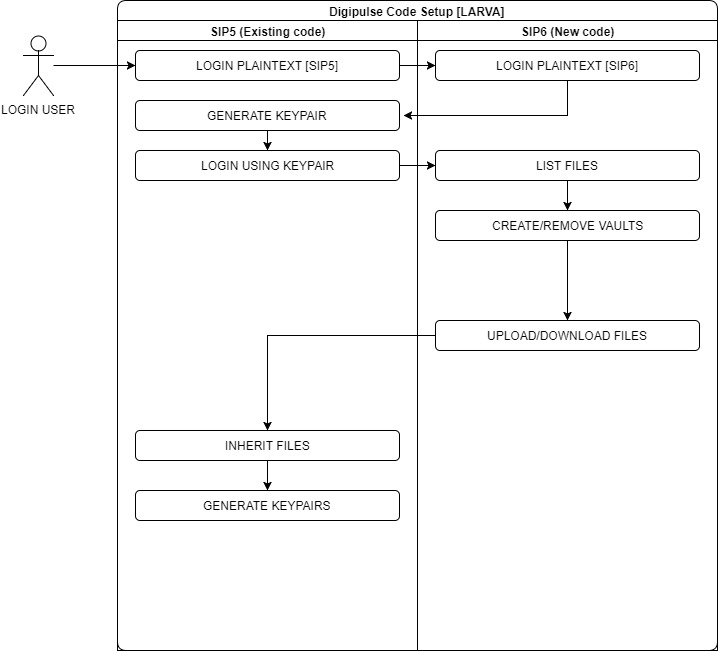 Digipulse Code Setup [LARVA]
SIP5 (Existing code)
SIP6 (New code)
LOGIN PLAINTEXT [SIP5]
LOGIN PLAINTEXT [SIP6]
LOGIN USER
GENERATE KEYPAIR
LOGIN USING KEYPAIR
LIST FILES
CREATE/REMOVE VAULTS
UPLOAD/DOWNLOAD FILES
INHERIT FILES
GENERATE KEYPAIRS